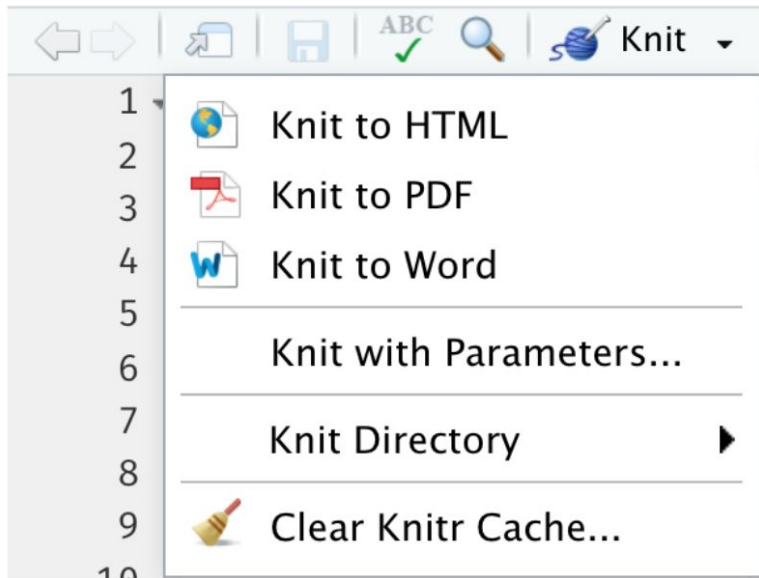 ABC Knit
1
Knit to HTML
2
3
Knit to PDF
4
Knit to Word
5
6
Knit with Parameters...
7
8
Knit Directory
9
Clear Knitr Cache...
10